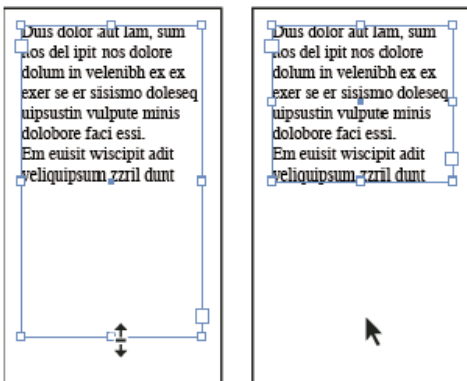 Duis dolor aut lam, sum
nos del ipit nos dolore
dolum in velenibh ex ex
exer se er sisismo doleseq
uipsustin vulpute minis
dolobore faci essi.
Em euisit wiscipit adit
veliquipsum zzril dunt
Duis dolor aut lam, sum
nos del ipit nos dolore
dolum in velenibh ex ex
exer se er sisismo doleseq
uipsustin vulpute minis
dolobore faci essi.
Em euisit wiscipit adit
veliquipsum zzril dunt